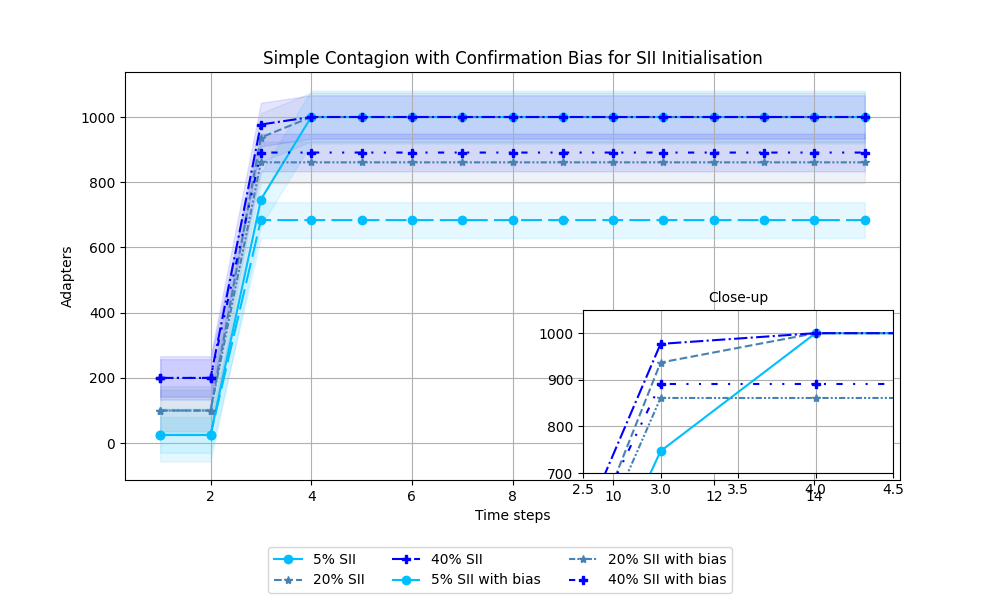 Simple Contagion with Confirmation Bias for SII Initialisation
Adapters
1000
800
600
400
200
0
Close-up
1000
900
800
700
2.5 3.0 3.5 4.0 4.5
2 4 6 8 10 12 14
Time steps
5% SII 40% SII 20% SII with bias
20% SII 5% SII with bias 40% SII with bias